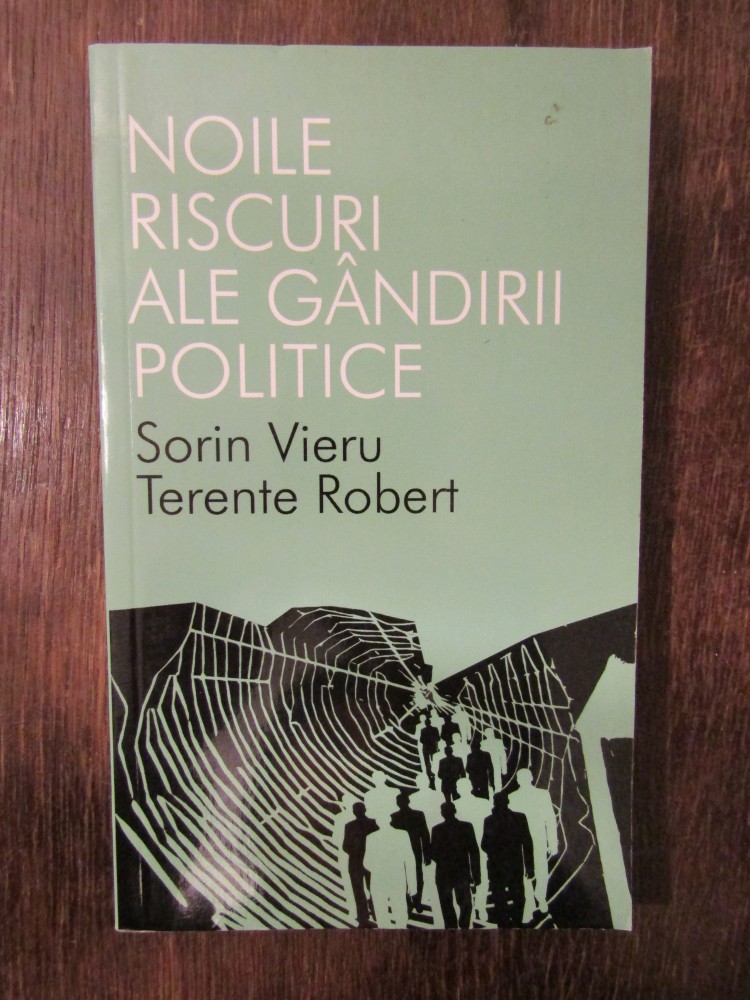 NOILE
RISCURI
ALE GÂNDIRII
POLITICE
Sorin Vieru
Terente Robert